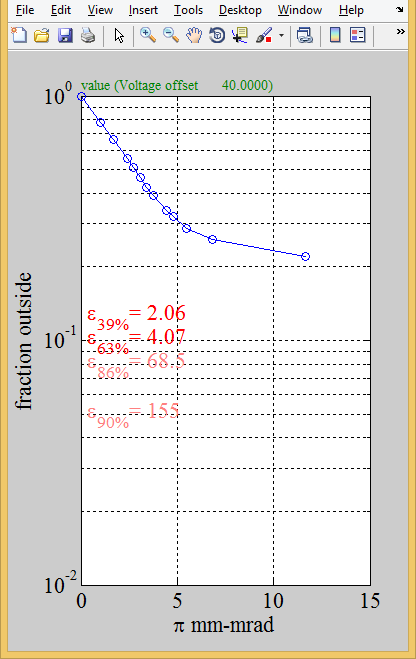 File Edit View Insert Tools Desktop Window Help
value (Voltage offset 40.0000)
10^0
fraction outside
ε39%= 2.06
10^-1
ε63%= 4.07
ε86%= 68.5
ε90%= 155
10^-2
0 5 10 15
π mm-mrad